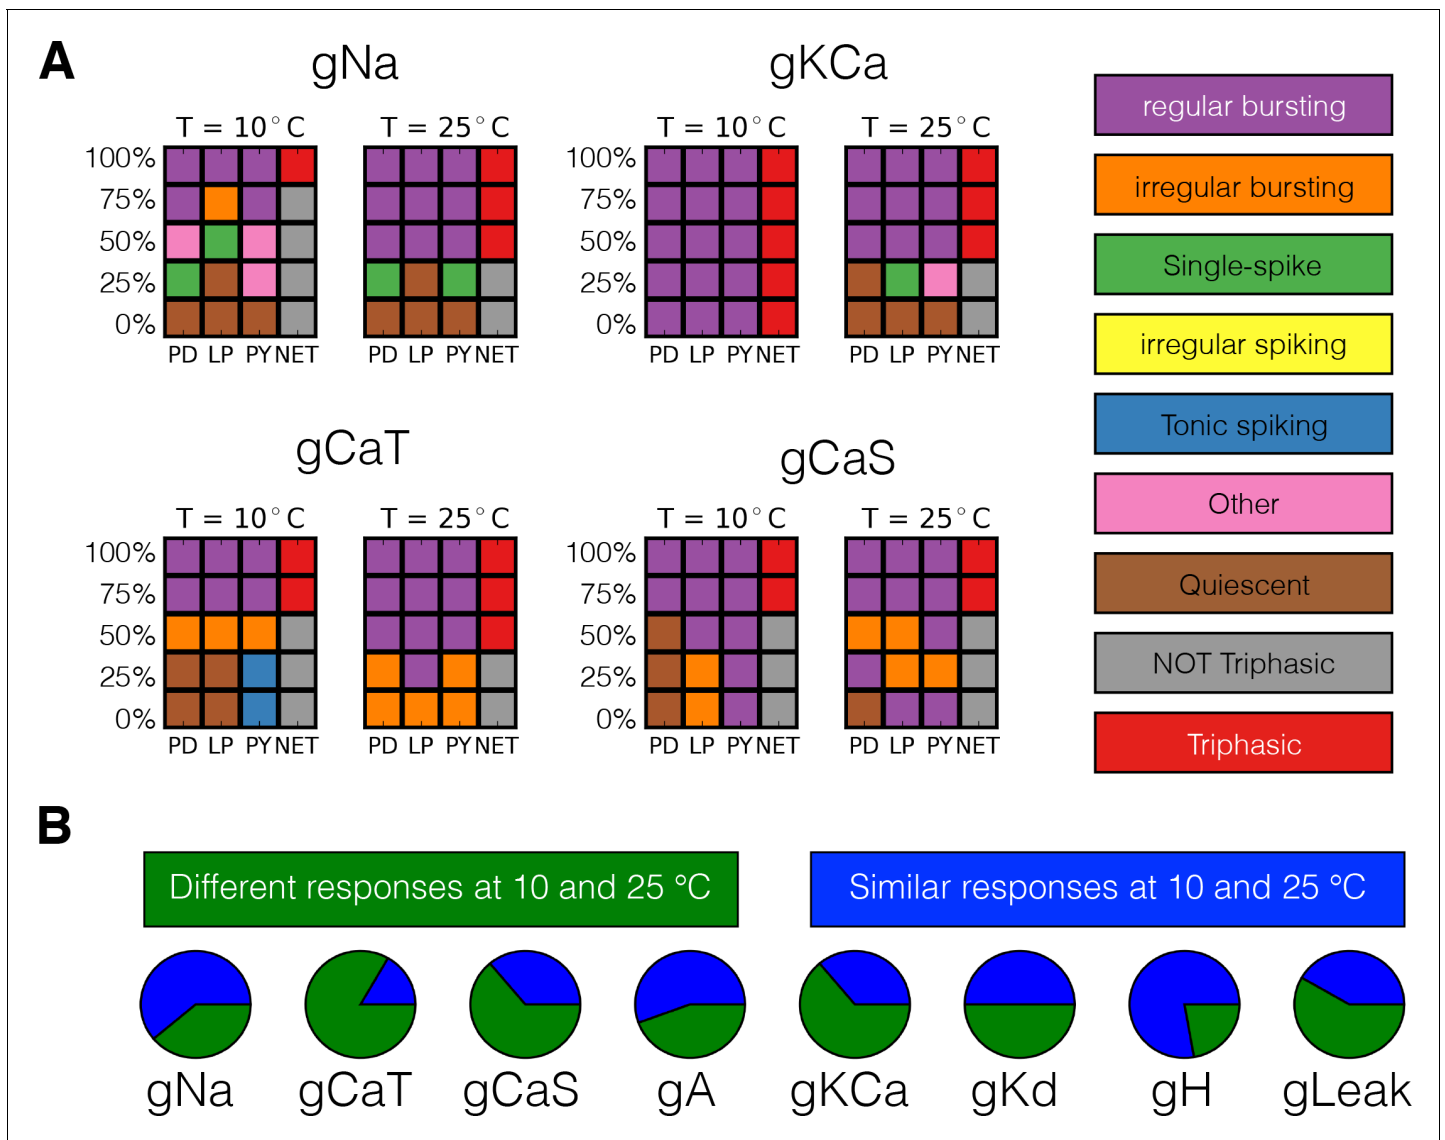 A
gNa
gKCa
T = 10°C
T = 25°C
T = 10°C
T = 25°C
100%
75%
50%
25%
0%
100%
75%
50%
25%
0%
PD LP PY NET
PD LP PY NET
PD LP PY NET
PD LP PY NET
gCaT
gCaS
T = 10°C
T = 25°C
T = 10°C
T = 25°C
100%
75%
50%
25%
0%
100%
75%
50%
25%
0%
PD LP PY NET
PD LP PY NET
PD LP PY NET
PD LP PY NET
regular bursting
irregular bursting
Single-spike
irregular spiking
Tonic spiking
Other
Quiescent
NOT Triphasic
Triphasic
B
Different responses at 10 and 25 °C
Similar responses at 10 and 25 °C
gNa
gCaT
gCaS
gA
gKCa
gKd
gH
gLeak